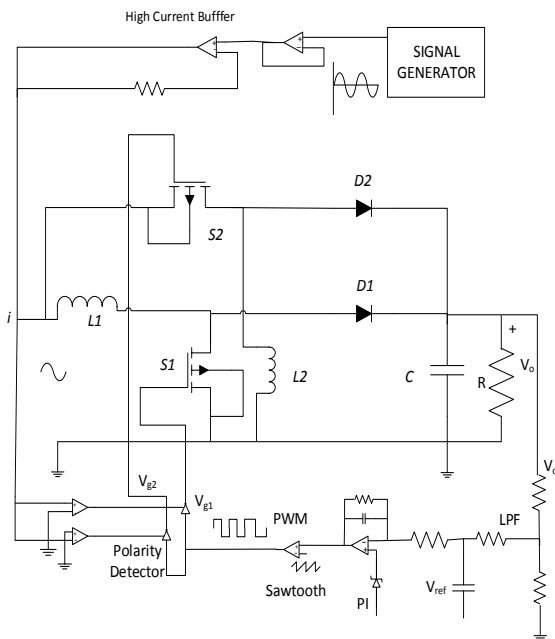 High Current Bufffer
SIGNAL
GENERATOR
D2
S2
D1
i
L1
+
S1
L2
C
R
Vo
Vg2
Vg1
PWM
LPF
Polarity
Detector
Sawtooth
PI
Vref